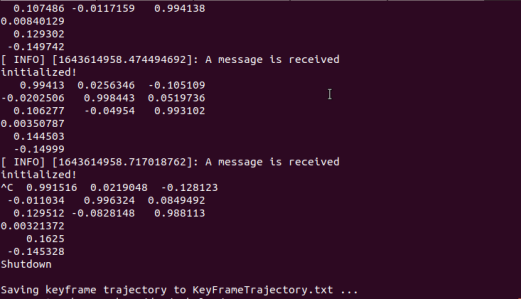 0.107486 -0.0117159   0.994138
0.00840129
0.129302
-0.149742
[ INFO] [1643614958.474494692]: A message is received
initialized!
0.99413  0.0256346  -0.105109
-0.0202506   0.998443  0.0519736
0.106277   -0.04954   0.993102
0.00350787
0.144503
-0.14999
[ INFO] [1643614958.717018762]: A message is received
initialized!
^C  0.991516  0.0219048  -0.128123
-0.011034   0.996324  0.0849492
0.129512 -0.0828148   0.988113
0.00321372
0.1625
-0.145328
Shutdown
Saving keyframe trajectory to KeyFrameTrajectory.txt ...